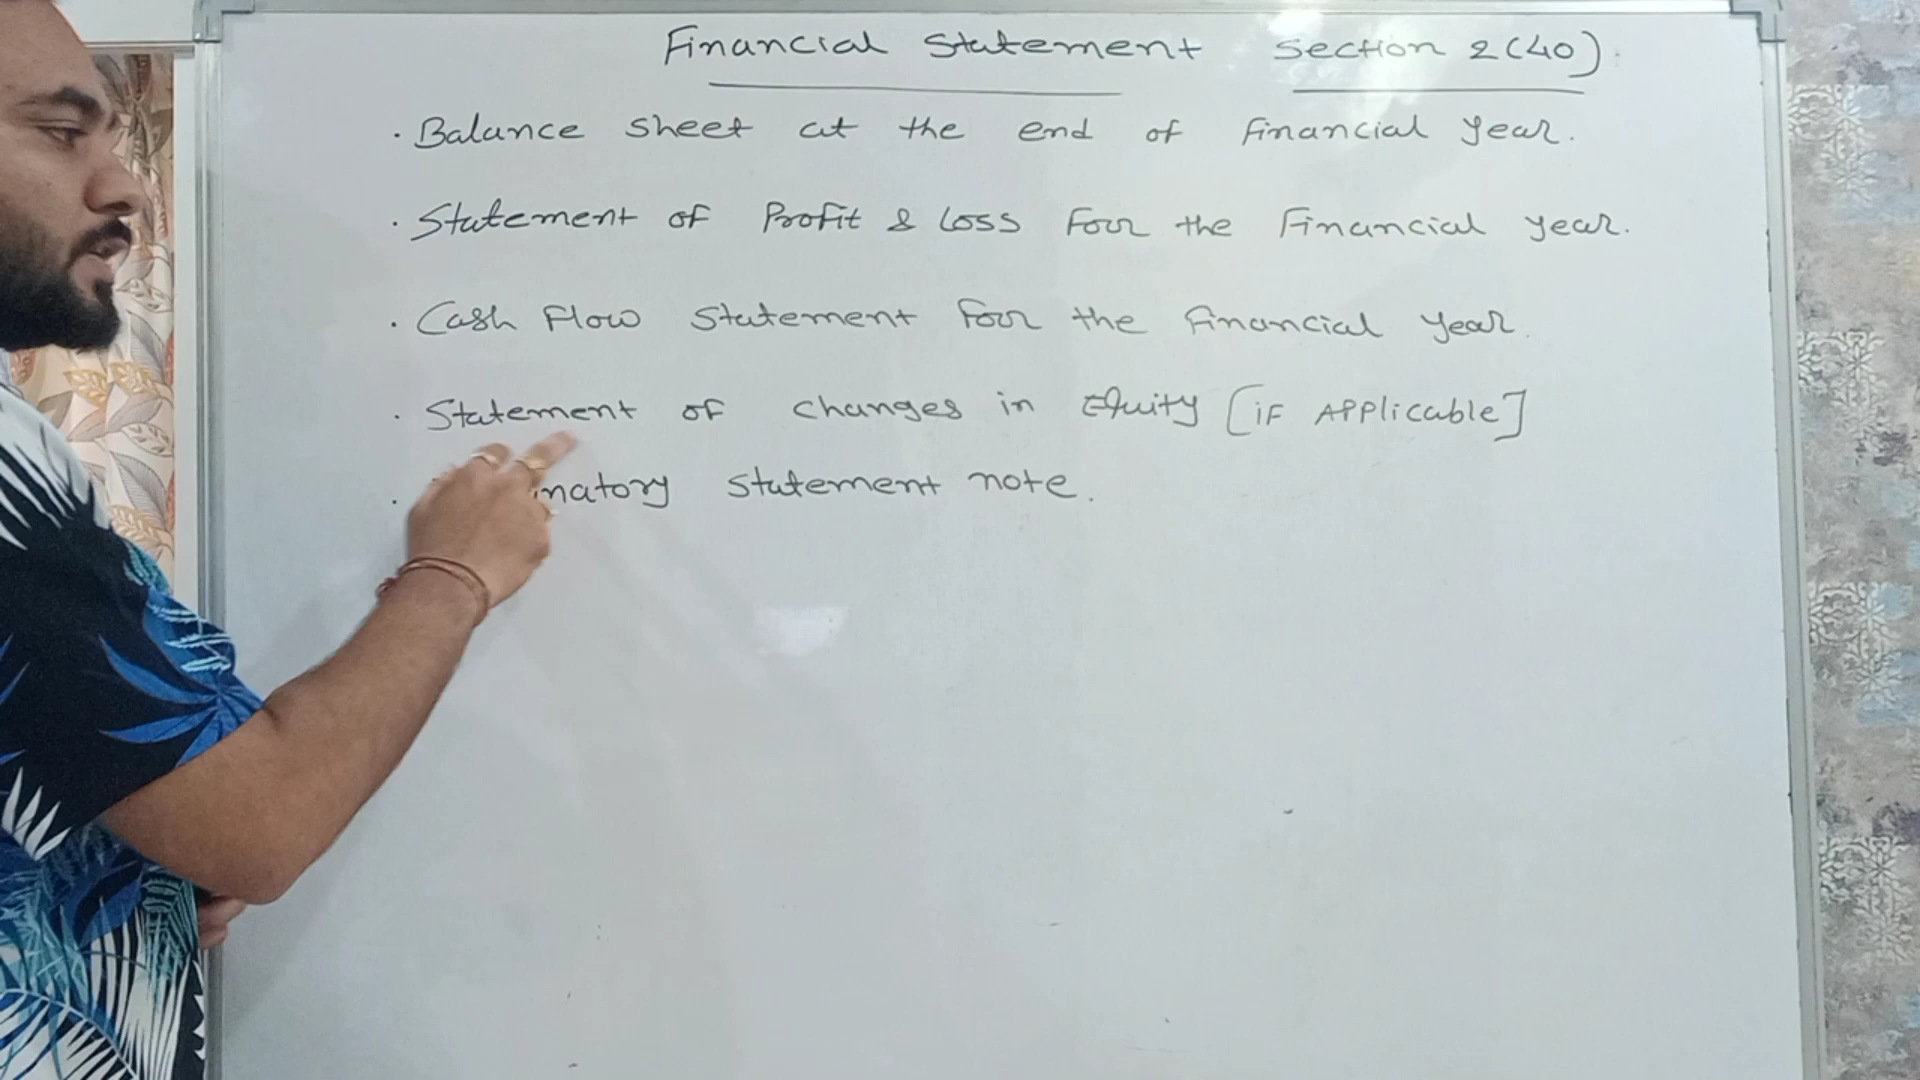 Financial Statement Section 2(40).
. Balance Sheet at the end of Financial Year.
. Statement of Profit & Loss For the Financial year.
. Cash Flow Statement For the Financial Year.
. Statement of changes in Equity [iF APPlicable]
. natory Statement note.